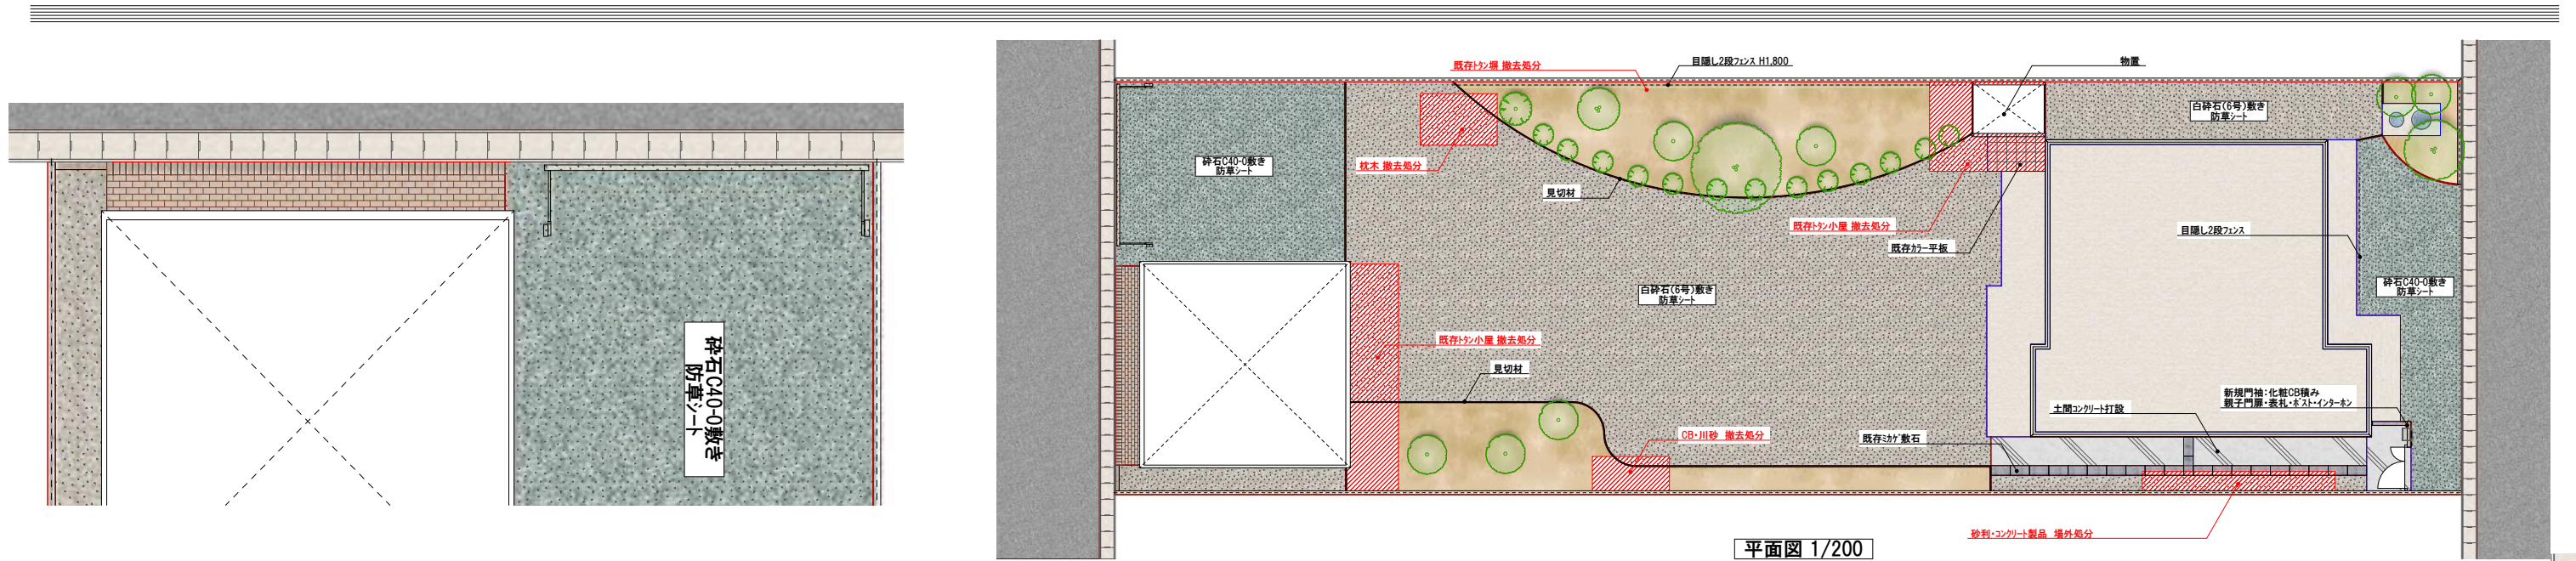 砕石C40-0敷き
防草シート
既存トタン塀 撤去処分
目隠し2段フェンス H1,800
物置
白砕石(6号)敷き
防草シート
砕石C40-0敷き
防草シート
枕木 撤去処分
見切材
既存トタン小屋 撤去処分
既存カラー平板
目隠し2段フェンス
白砕石(6号)敷き
防草シート
砕石C40-0敷き
防草シート
既存トタン小屋 撤去処分
見切材
新規門袖:化粧CB積み
親子門扉・表札・ポスト・インターホン
土間コンクリート打設
CB・川砂 撤去処分
既存ミカゲ敷石
砂利・コンクリート製品 場外処分
平面図 1/200